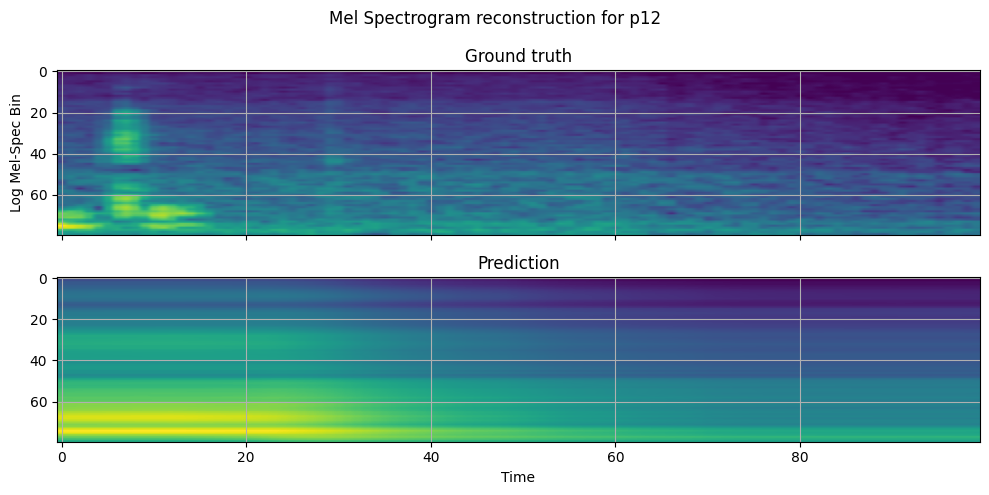 Mel Spectrogram reconstruction for p12
Ground truth
Log Mel-Spec Bin
0
20
40
60
Prediction
0
20
40
60
0 20 40 60 80
Time